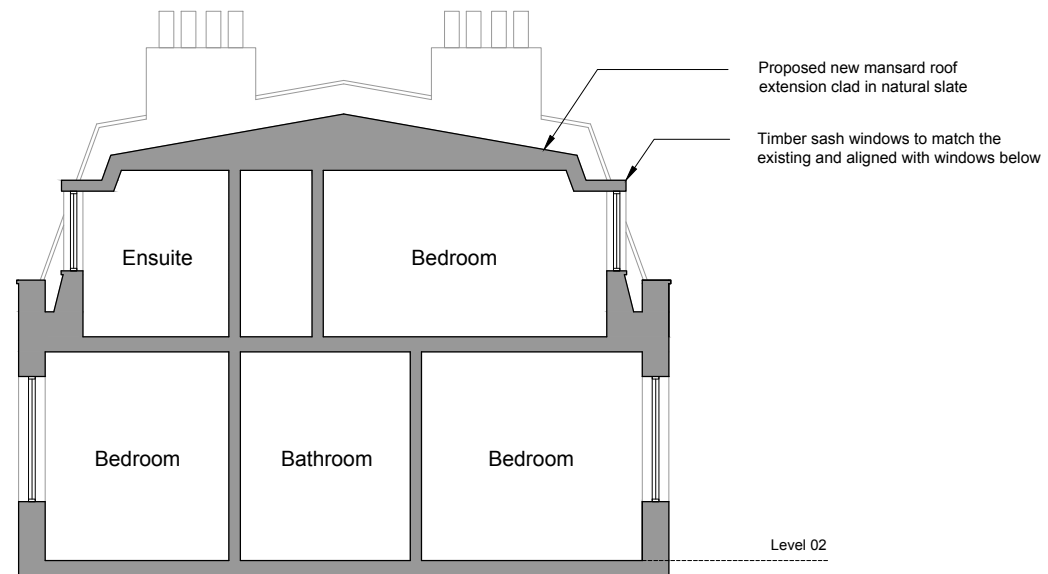 Proposed new mansard roof
extension clad in natural slate
Timber sash windows to match the
existing and aligned with windows below
Ensuite
Bedroom
Bedroom
Bathroom
Bedroom
Level 02